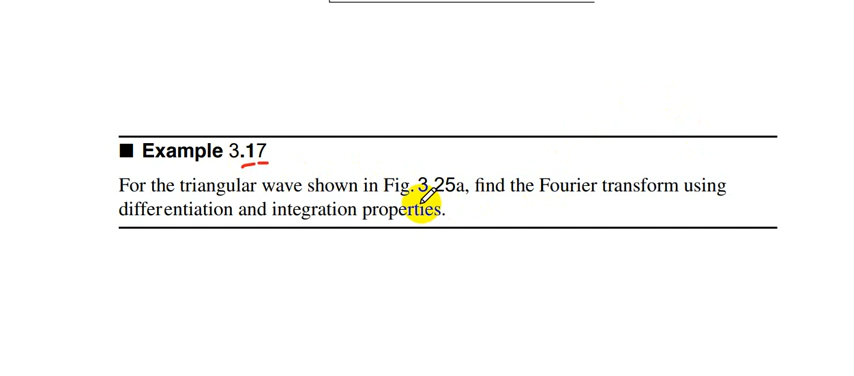 ■ Example 3.17
For the triangular wave shown in Fig. 3.25a, find the Fourier transform using
differentiation and integration properties.